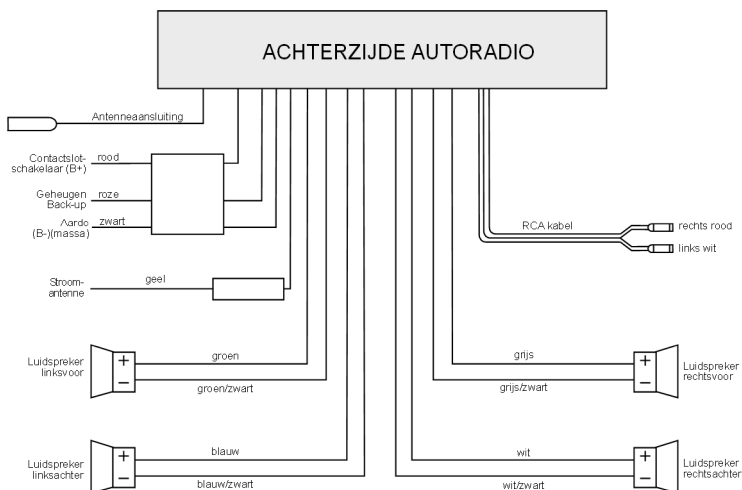 ACHTERZIJDE AUTORADIO
Antenneaansluiting
Contactslot-
schakelaar (B+)
rood
Geheugen
Back-up
roze
Aarde
(B-)(massa)
zwart
RCA kabel
rechts rood
links wit
Stroom-
antenne
geel
Luidspreker
linksvoor
+
−
groen
groen/zwart
grijs
grijs/zwart
+
−
Luidspreker
rechtsvoor
Luidspreker
linksachter
+
−
blauw
blauw/zwart
wit
wit/zwart
+
−
Luidspreker
rechtsachter